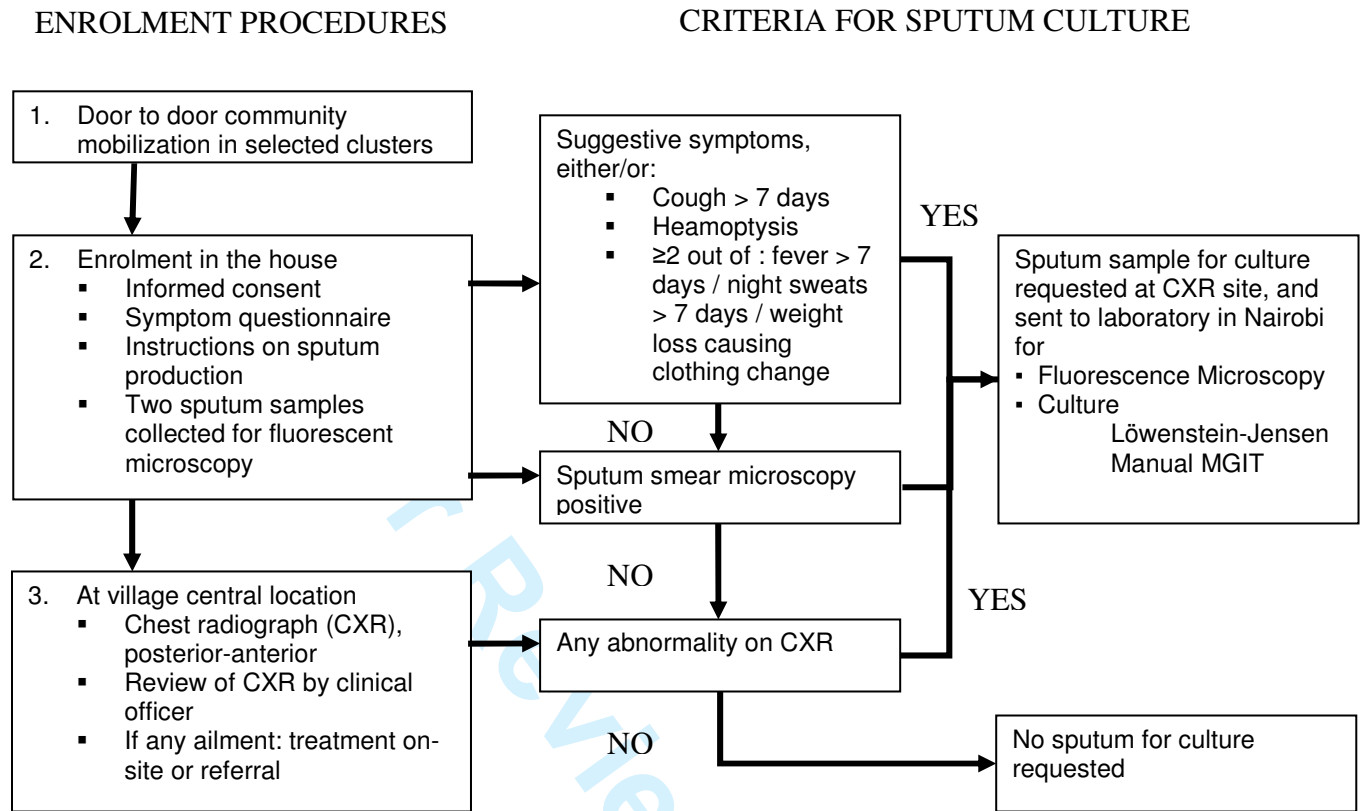 ENROLMENT PROCEDURES
CRITERIA FOR SPUTUM CULTURE
1. Door to door community
mobilization in selected clusters
2. Enrolment in the house
▪ Informed consent
▪ Symptom questionnaire
▪ Instructions on sputum
production
▪ Two sputum samples
collected for fluorescent
microscopy
3. At village central location
▪ Chest radiograph (CXR),
posterior-anterior
▪ Review of CXR by clinical
officer
▪ If any ailment: treatment on-
site or referral
Suggestive symptoms,
either/or:
▪ Cough > 7 days
▪ Heamoptysis
▪ ≥2 out of : fever > 7
days / night sweats
> 7 days / weight
loss causing
clothing change
NO
Sputum smear microscopy
positive
NO
Any abnormality on CXR
NO
YES
YES
Sputum sample for culture
requested at CXR site, and
sent to laboratory in Nairobi
for
▪ Fluorescence Microscopy
▪ Culture
Löwenstein-Jensen
Manual MGIT
No sputum for culture
requested
r Revie